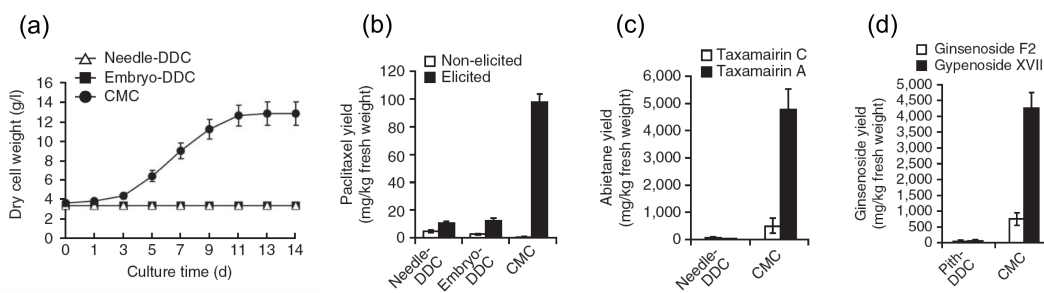 (a)
Needle-DDC
Embryo-DDC
CMC
Dry cell weight (g/l)
16
14
12
10
8
6
4
2
0
0 1 3 5 7 9 11 13 14
Culture time (d)
(b)
Non-elicited
Elicited
Paclitaxel yield
(mg/kg fresh weight)
120
100
80
60
40
20
0
Needle-
DDC
Embryo-
DDC
CMC
(c)
Taxamairin C
Taxamairin A
Abietane yield
(mg/kg fresh weight)
6,000
5,000
4,000
3,000
2,000
1,000
0
Needle-
DDC
CMC
(d)
Ginsenoside F2
Gypenoside XVII
Ginsenoside yield
(mg/kg fresh weight)
5,000
4,500
4,000
3,500
3,000
2,500
2,000
1,500
1,000
500
0
Pith-
DDC
CMC